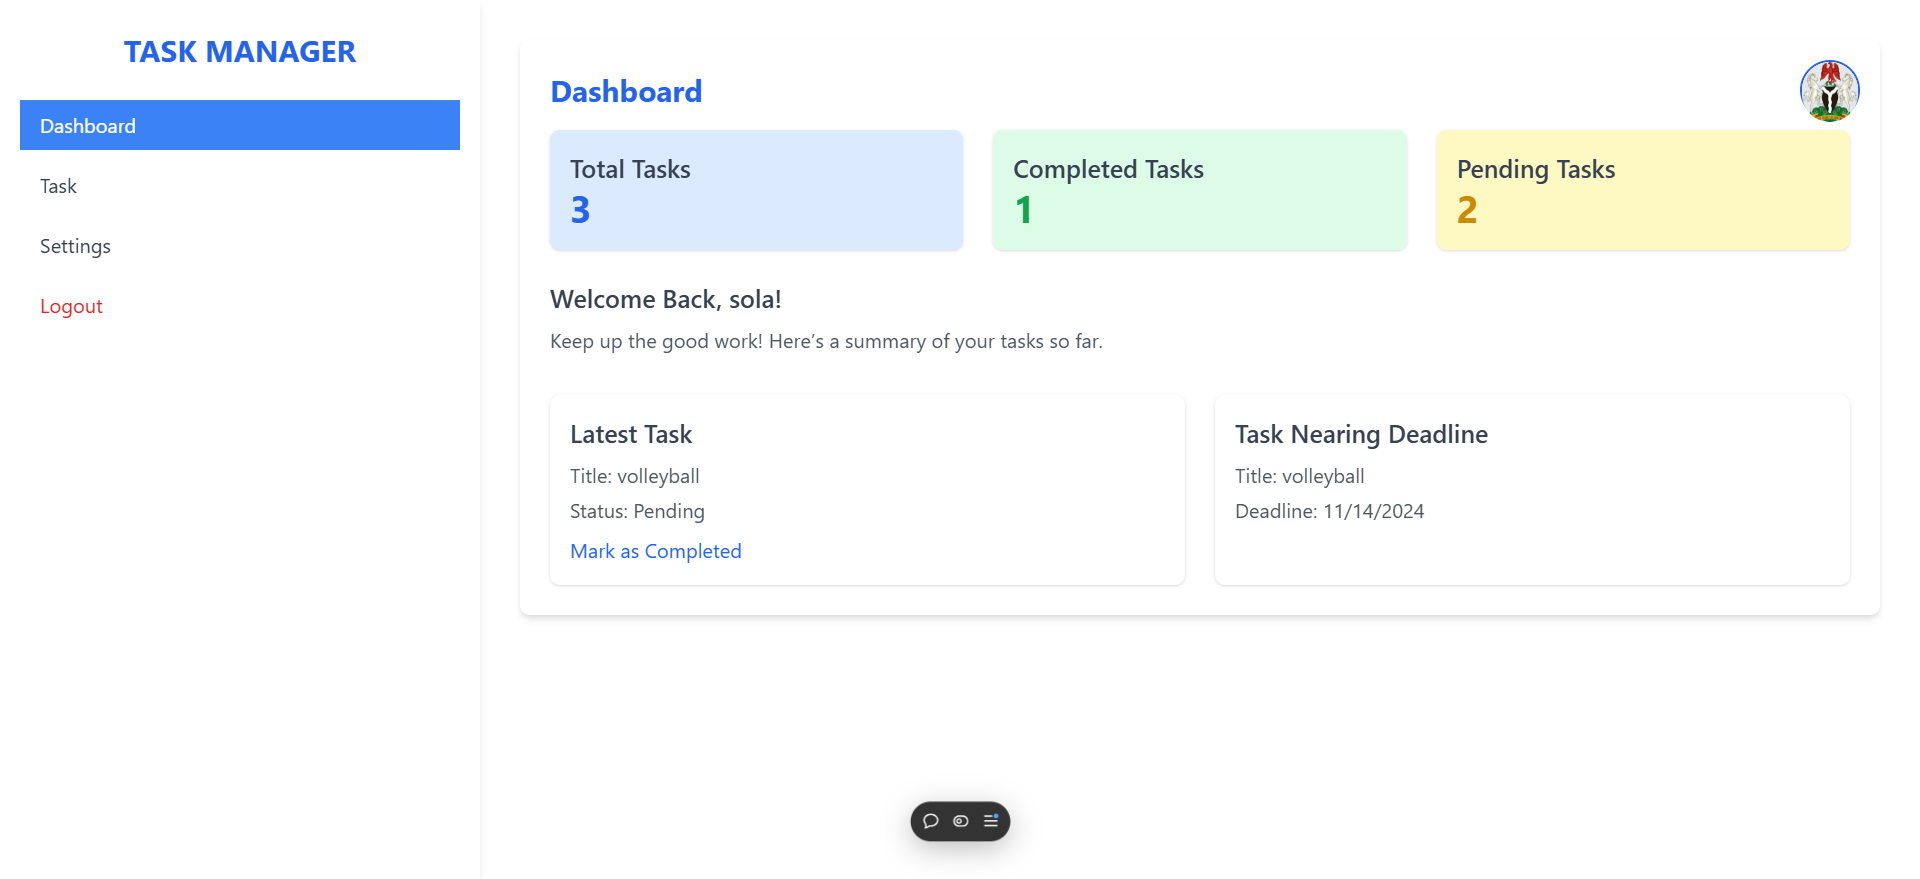 TASK MANAGER
Dashboard
Task
Settings
Logout
Dashboard
Total Tasks
3
Completed Tasks
1
Pending Tasks
2
Welcome Back, sola!
Keep up the good work! Here's a summary of your tasks so far.
Latest Task
Title: volleyball
Status: Pending
Mark as Completed
Task Nearing Deadline
Title: volleyball
Deadline: 11/14/2024